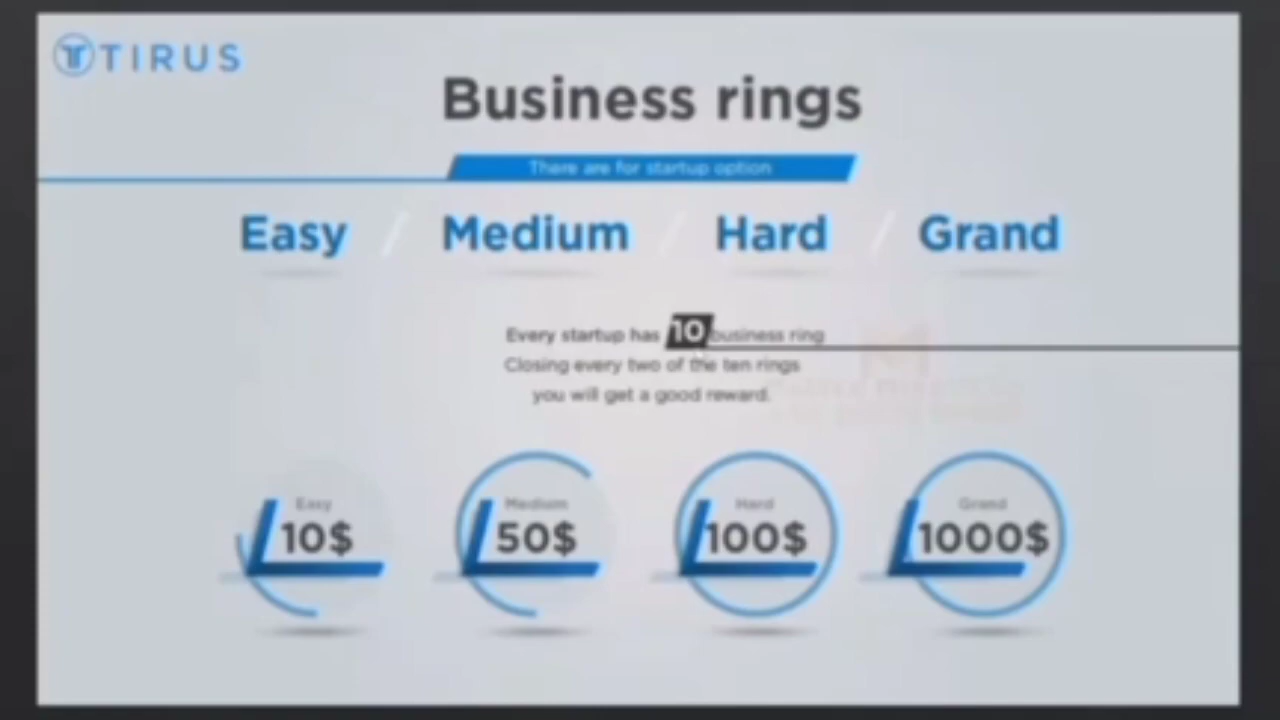 TIRUS
Business rings
There are for startup option
Easy / Medium / Hard / Grand
Every startup has 10 business ring
Closing every two of the ten rings
you will get a good reward.
Easy Medium Hard Grand
10$ 50$ 100$ 1000$